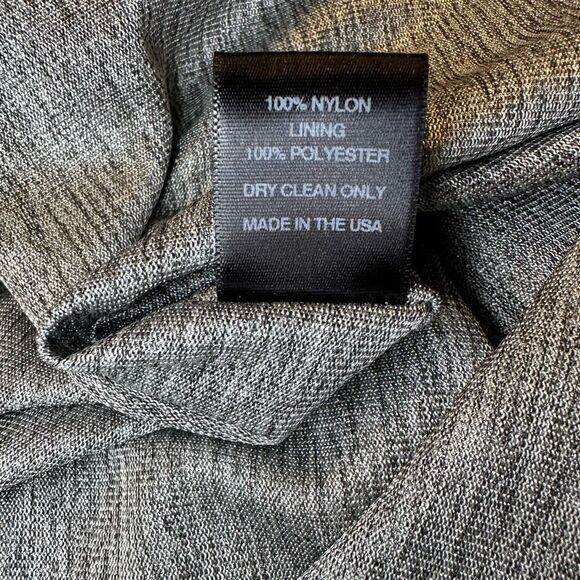 100% NYLON
LINING
100% POLYESTER
DRY CLEAN ONLY
MADE IN THE USA